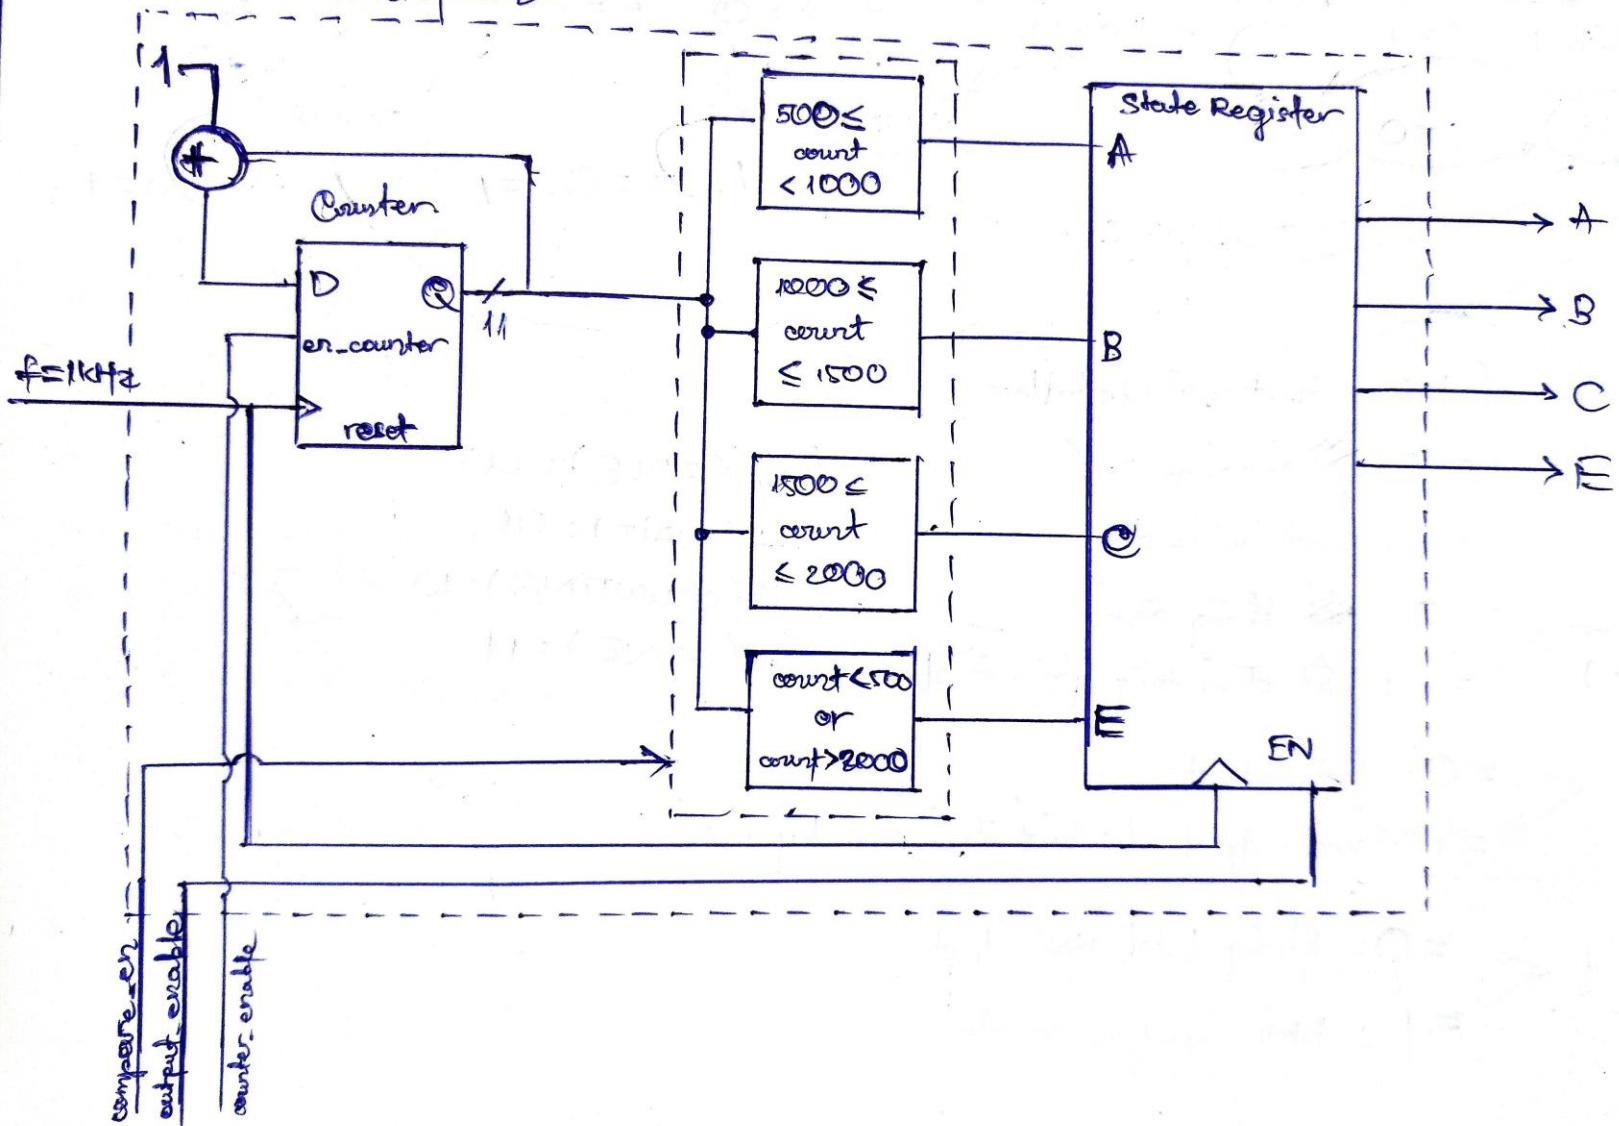 1
+
Counter
D
Q
11
en_counter
f=1kHz
reset
500≤
count
<1000
1000≤
count
≤1500
1500≤
count
≤2000
count<500
or
count>2000
State Register
A
B
C
E
EN
A
B
C
E
compare_en
output_enable
counter_enable